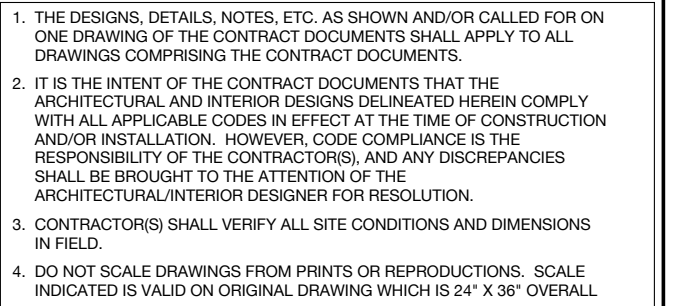 1. THE DESIGNS, DETAILS, NOTES, ETC. AS SHOWN AND/OR CALLED FOR ON
ONE DRAWING OF THE CONTRACT DOCUMENTS SHALL APPLY TO ALL
DRAWINGS COMPRISING THE CONTRACT DOCUMENTS.
2. IT IS THE INTENT OF THE CONTRACT DOCUMENTS THAT THE
ARCHITECTURAL AND INTERIOR DESIGNS DELINEATED HEREIN COMPLY
WITH ALL APPLICABLE CODES IN EFFECT AT THE TIME OF CONSTRUCTION
AND/OR INSTALLATION. HOWEVER, CODE COMPLIANCE IS THE
RESPONSIBILITY OF THE CONTRACTOR(S), AND ANY DISCREPANCIES
SHALL BE BROUGHT TO THE ATTENTION OF THE
ARCHITECTURAL/INTERIOR DESIGNER FOR RESOLUTION.
3. CONTRACTOR(S) SHALL VERIFY ALL SITE CONDITIONS AND DIMENSIONS
IN FIELD.
4. DO NOT SCALE DRAWINGS FROM PRINTS OR REPRODUCTIONS. SCALE
INDICATED IS VALID ON ORIGINAL DRAWING WHICH IS 24" X 36" OVERALL